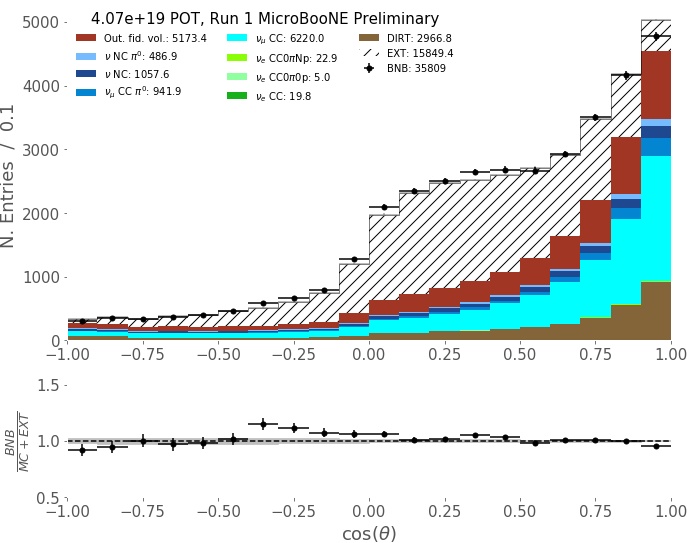 4.07e+19 POT, Run 1 MicroBooNE Preliminary
Out. fid. vol.: 5173.4
ν NC π⁰: 486.9
ν NC: 1057.6
ν_μ CC π⁰: 941.9
ν_μ CC: 6220.0
ν_e CC0πNp: 22.9
ν_e CC0π0p: 5.0
ν_e CC: 19.8
DIRT: 2966.8
EXT: 15849.4
BNB: 35809
N. Entries / 0.1
5000
4000
3000
2000
1000
0
−1.00 −0.75 −0.50 −0.25 0.00 0.25 0.50 0.75 1.00
BNB
MC + EXT
1.5
1.0
0.5
−1.00 −0.75 −0.50 −0.25 0.00 0.25 0.50 0.75 1.00
cos(θ)